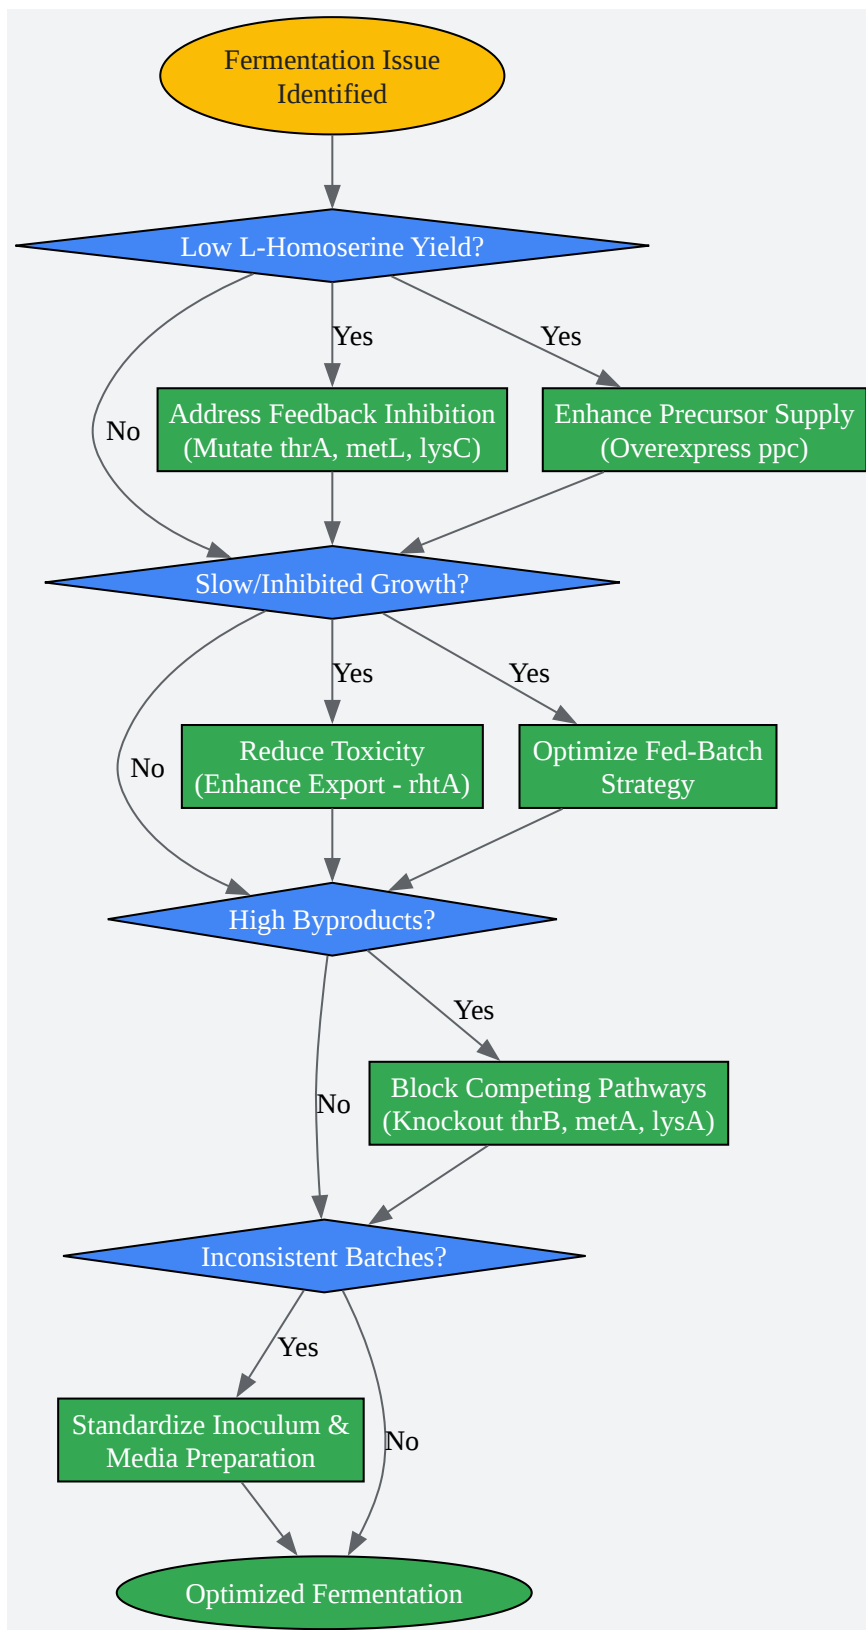 Fermentation Issue
Identified
Low L-Homoserine Yield?
Yes
Yes
No
Address Feedback Inhibition
(Mutate thrA, metL, lysC)
Enhance Precursor Supply
(Overexpress ppc)
Slow/Inhibited Growth?
Yes
Yes
No
Reduce Toxicity
(Enhance Export - rhtA)
Optimize Fed-Batch
Strategy
High Byproducts?
Yes
No
Block Competing Pathways
(Knockout thrB, metA, lysA)
Inconsistent Batches?
Yes
No
Standardize Inoculum &
Media Preparation
Optimized Fermentation